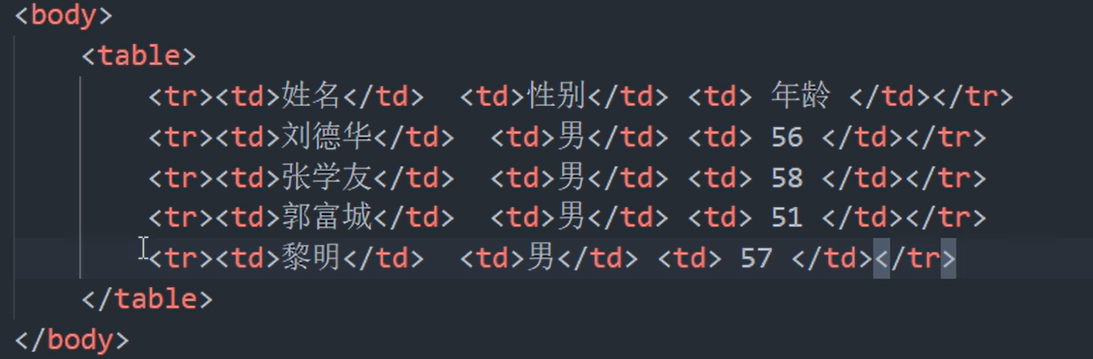 <body>
<table>
<tr><td>姓名</td> <td>性别</td> <td> 年龄 </td></tr>
<tr><td>刘德华</td> <td>男</td> <td> 56 </td></tr>
<tr><td>张学友</td> <td>男</td> <td> 58 </td></tr>
<tr><td>郭富城</td> <td>男</td> <td> 51 </td></tr>
<tr><td>黎明</td> <td>男</td> <td> 57 </td></tr>
</table>
</body>